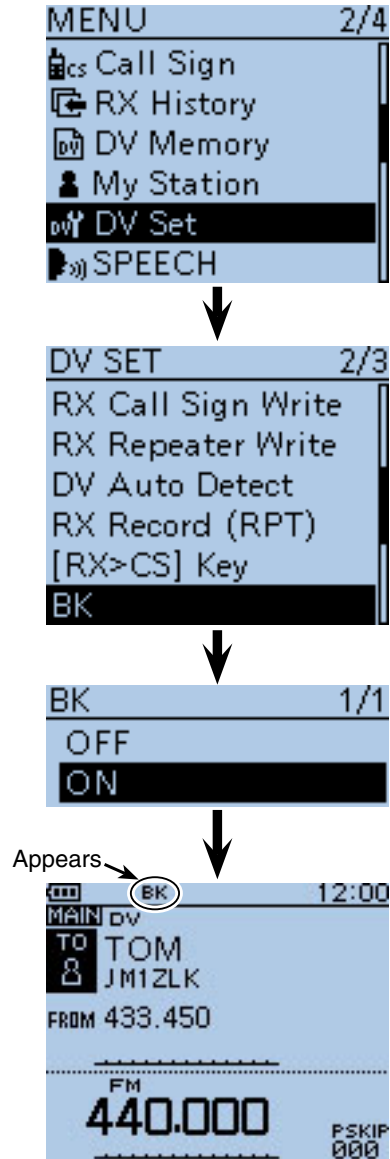 MENU 2/4
CS Call Sign
RX History
DV DV Memory
My Station
DV DV Set
SPEECH
DV SET 2/3
RX Call Sign Write
RX Repeater Write
DV Auto Detect
RX Record (RPT)
[RX>CS] Key
BK
BK 1/1
OFF
ON
Appears
BK 12:00
MAIN DV
TO TOM
JM1ZLK
FROM 433.450
FM
440.000 PSKIP
000